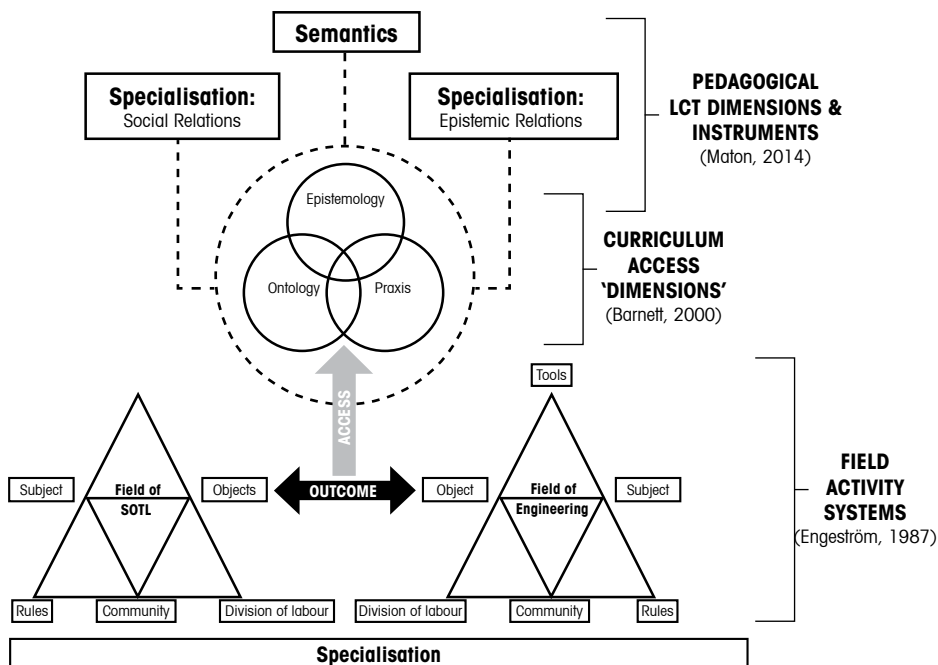 Semantics
Specialisation:
Social Relations
Specialisation:
Epistemic Relations
PEDAGOGICAL
LCT DIMENSIONS &
INSTRUMENTS
(Maton, 2014)
Epistemology
Ontology
Praxis
CURRICULUM
ACCESS
‘DIMENSIONS’
(Barnett, 2000)
ACCESS
Tools
Subject
Field of
SOTL
Objects
OUTCOME
Object
Field of
Engineering
Subject
FIELD
ACTIVITY
SYSTEMS
(Engeström, 1987)
Rules
Community
Division of labour
Division of labour
Community
Rules
Specialisation